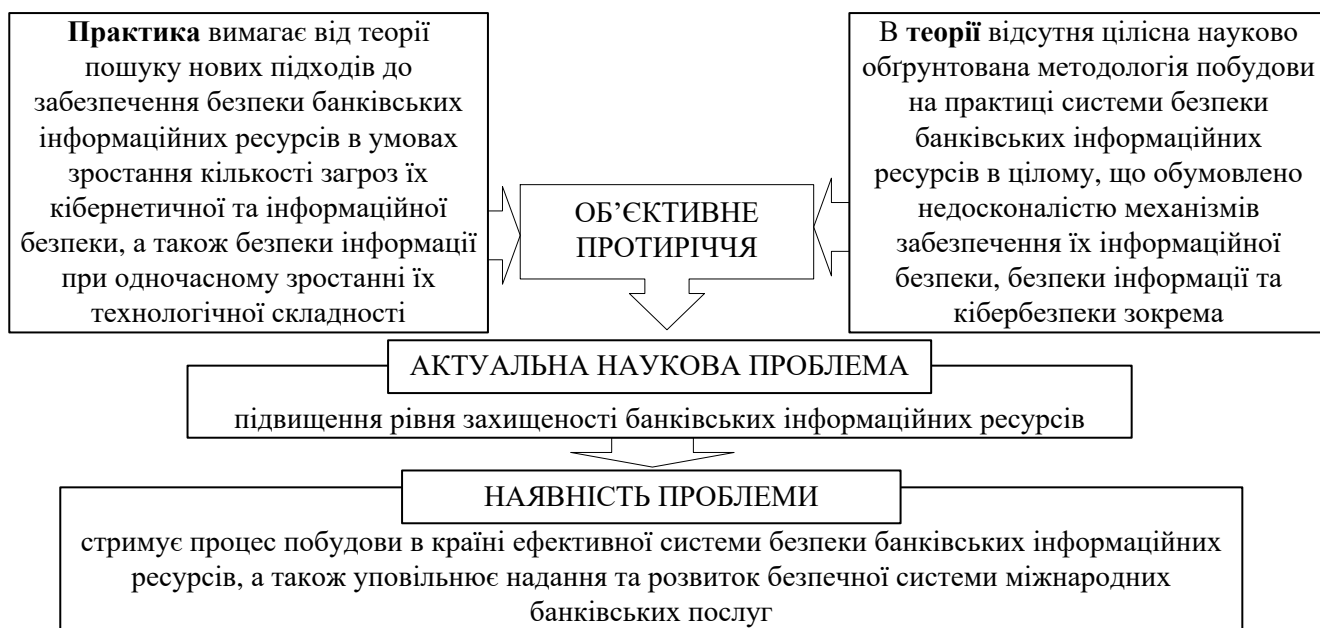 Практика вимагає від теорії
пошуку нових підходів до
забезпечення безпеки банківських
інформаційних ресурсів в умовах
зростання кількості загроз їх
кібернетичної та інформаційної
безпеки, а також безпеки інформації
при одночасному зростанні їх
технологічної складності
В теорії відсутня цілісна науково
обґрунтована методологія побудови
на практиці системи безпеки
банківських інформаційних
ресурсів в цілому, що обумовлено
недосконалістю механізмів
забезпечення їх інформаційної
безпеки, безпеки інформації та
кібербезпеки зокрема
ОБ’ЄКТИВНЕ
ПРОТИРІЧЧЯ
АКТУАЛЬНА НАУКОВА ПРОБЛЕМА
підвищення рівня захищеності банківських інформаційних ресурсів
НАЯВНІСТЬ ПРОБЛЕМИ
стримує процес побудови в країні ефективної системи безпеки банківських інформаційних
ресурсів, а також уповільнює надання та розвиток безпечної системи міжнародних
банківських послуг